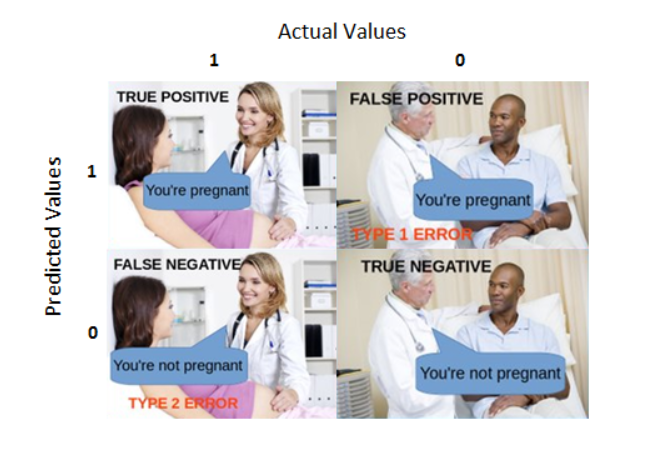 Actual Values
1 0
Predicted Values
1
TRUE POSITIVE
You're pregnant
FALSE POSITIVE
You're pregnant
TYPE 1 ERROR
0
FALSE NEGATIVE
You're not pregnant
TYPE 2 ERROR
TRUE NEGATIVE
You're not pregnant